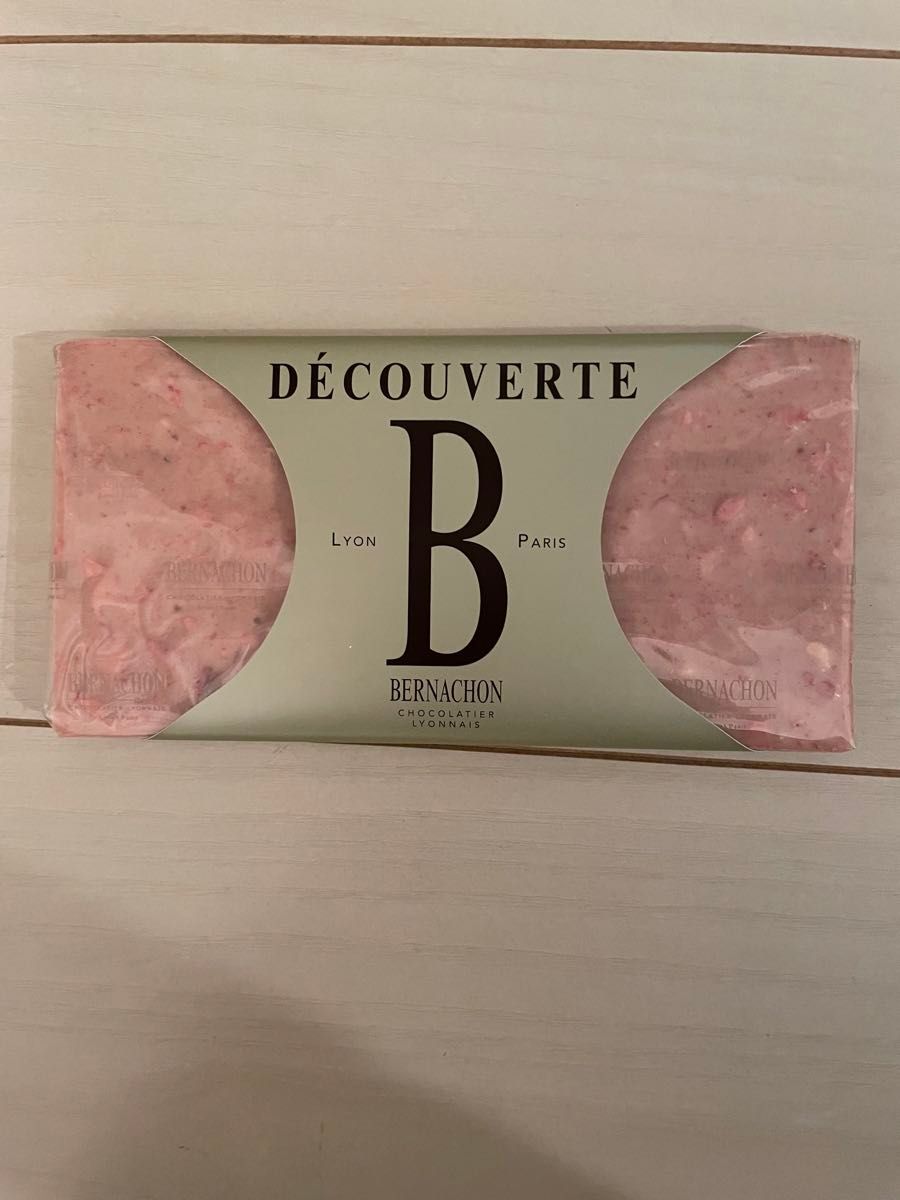 DÉCOUVERTE
B
LYON
PARIS
BERNACHON
CHOCOLATIER
LYONNAIS
BERNACHON
BERNACHON
BERNACHON